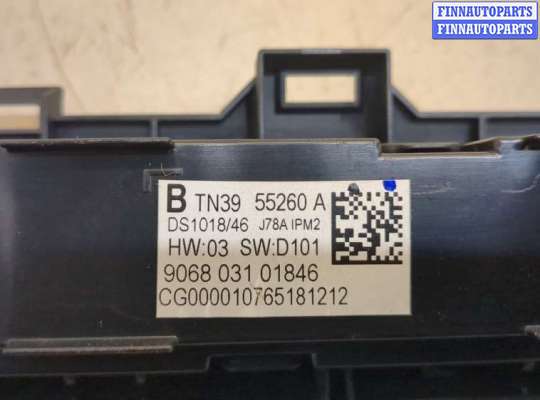 FINNAUTOPARTS
FINNAUTOPARTS
B TN39 55260 A
DS1018/46 J78A IPM2
HW:03 SW:D101
9068 031 01846
CG000010765181212